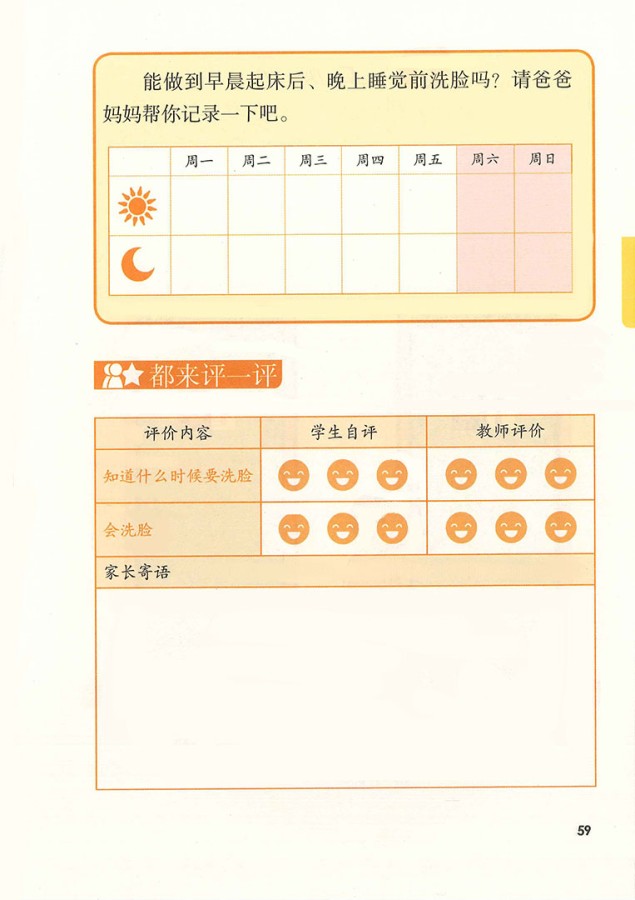 能做到早晨起床后、晚上睡觉前洗脸吗？请爸爸
妈妈帮你记录一下吧。
周一 周二 周三 周四 周五 周六 周日
都来评一评
评价内容 学生自评 教师评价
知道什么时候要洗脸
会洗脸
家长寄语
59